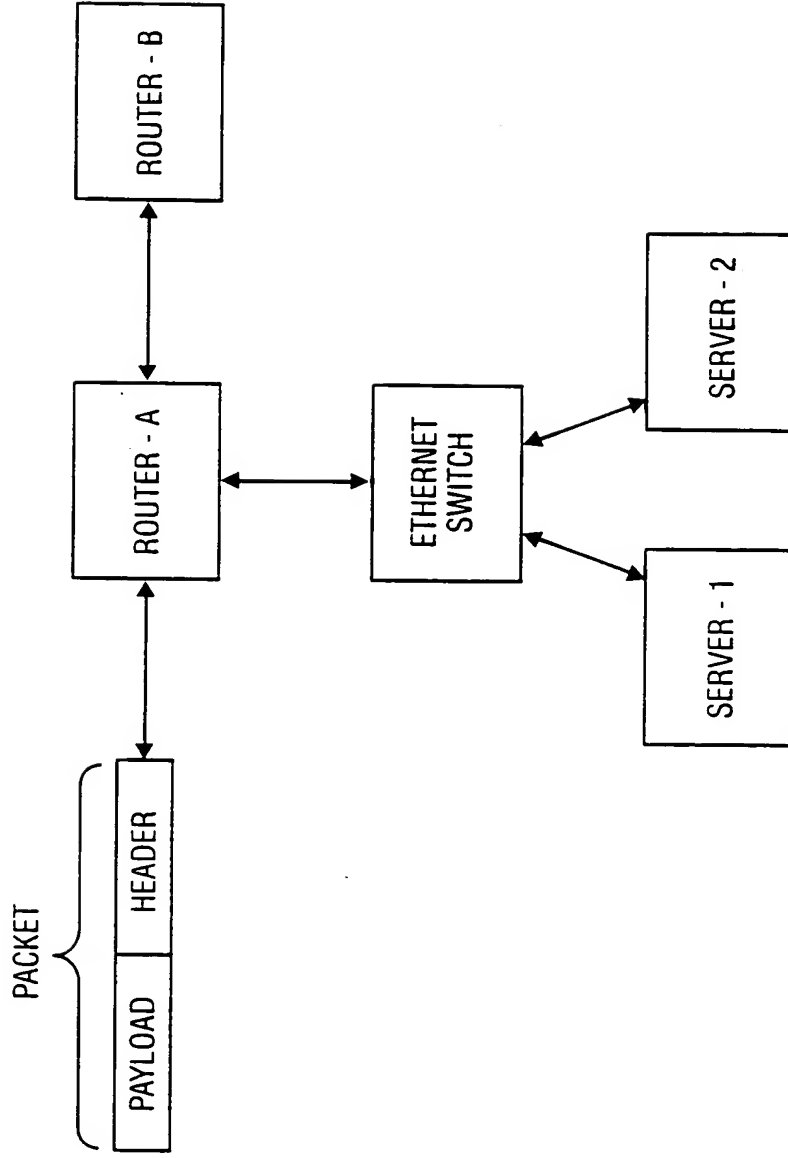 PACKET
PAYLOAD
HEADER
ROUTER - A
ROUTER - B
ETHERNET
SWITCH
SERVER - 1
SERVER - 2